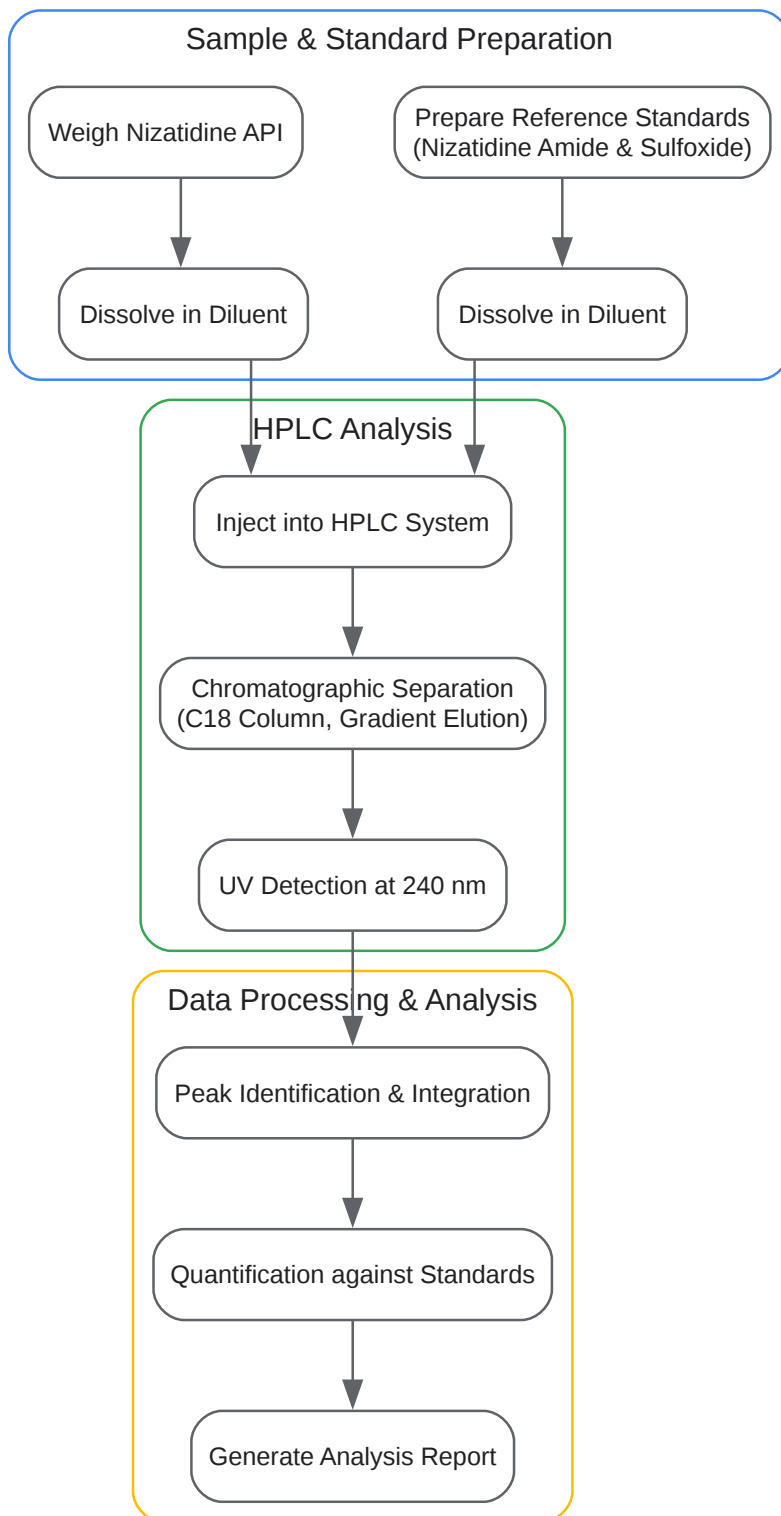 Sample & Standard Preparation
Weigh Nizatidine API
Prepare Reference Standards
(Nizatidine Amide & Sulfoxide)
Dissolve in Diluent
Dissolve in Diluent
HPLC Analysis
Inject into HPLC System
Chromatographic Separation
(C18 Column, Gradient Elution)
UV Detection at 240 nm
Data Processing & Analysis
Peak Identification & Integration
Quantification against Standards
Generate Analysis Report